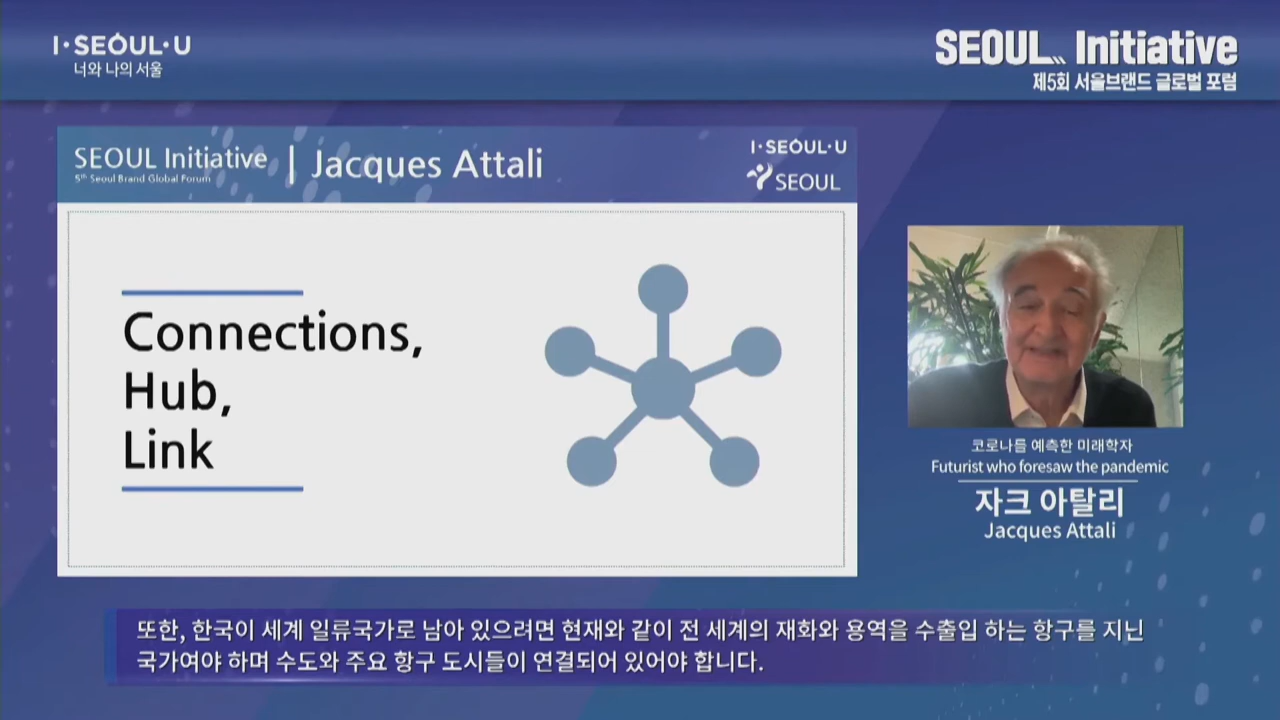 I·SEOUL·U
너와 나의 서울
SEOUL Initiative
제5회 서울브랜드 글로벌 포럼
SEOUL Initiative | Jacques Attali
5th Seoul Brand Global Forum
I·SEOUL·U
SEOUL
Connections,
Hub,
Link
코로나를 예측한 미래학자
Futurist who foresaw the pandemic
자크 아탈리
Jacques Attali
또한, 한국이 세계 일류국가로 남아 있으려면 현재와 같이 전 세계의 재화와 용역을 수출입 하는 항구를 지닌
국가여야 하며 수도와 주요 항구 도시들이 연결되어 있어야 합니다.